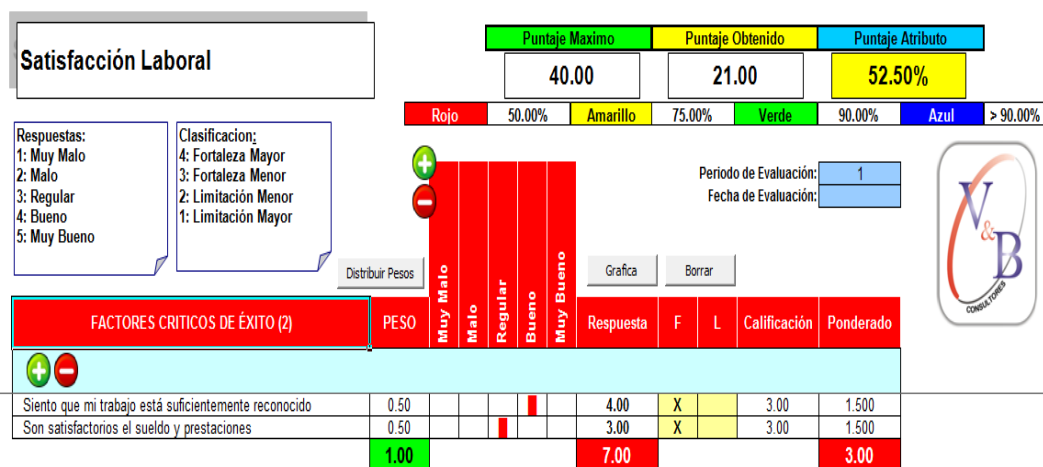 Satisfacción Laboral
Puntaje Maximo Puntaje Obtenido Puntaje Atributo
40.00 21.00 52.50%
Rojo 50.00% Amarillo 75.00% Verde 90.00% Azul > 90.00%
Respuestas:
1: Muy Malo
2: Malo
3: Regular
4: Bueno
5: Muy Bueno
Clasificacion:
4: Fortaleza Mayor
3: Fortaleza Menor
2: Limitación Menor
1: Limitación Mayor
Periodo de Evaluación: 1
Fecha de Evaluación:
V&B
CONSULTORES
Distribuir Pesos
Grafica
Borrar
FACTORES CRITICOS DE ÉXITO (2) PESO Muy Malo Malo Regular Bueno Muy Bueno Respuesta F L Calificación Ponderado
Siento que mi trabajo está suficientemente reconocido 0.50 4.00 X 3.00 1.500
Son satisfactorios el sueldo y prestaciones 0.50 3.00 X 3.00 1.500
1.00 7.00 3.00